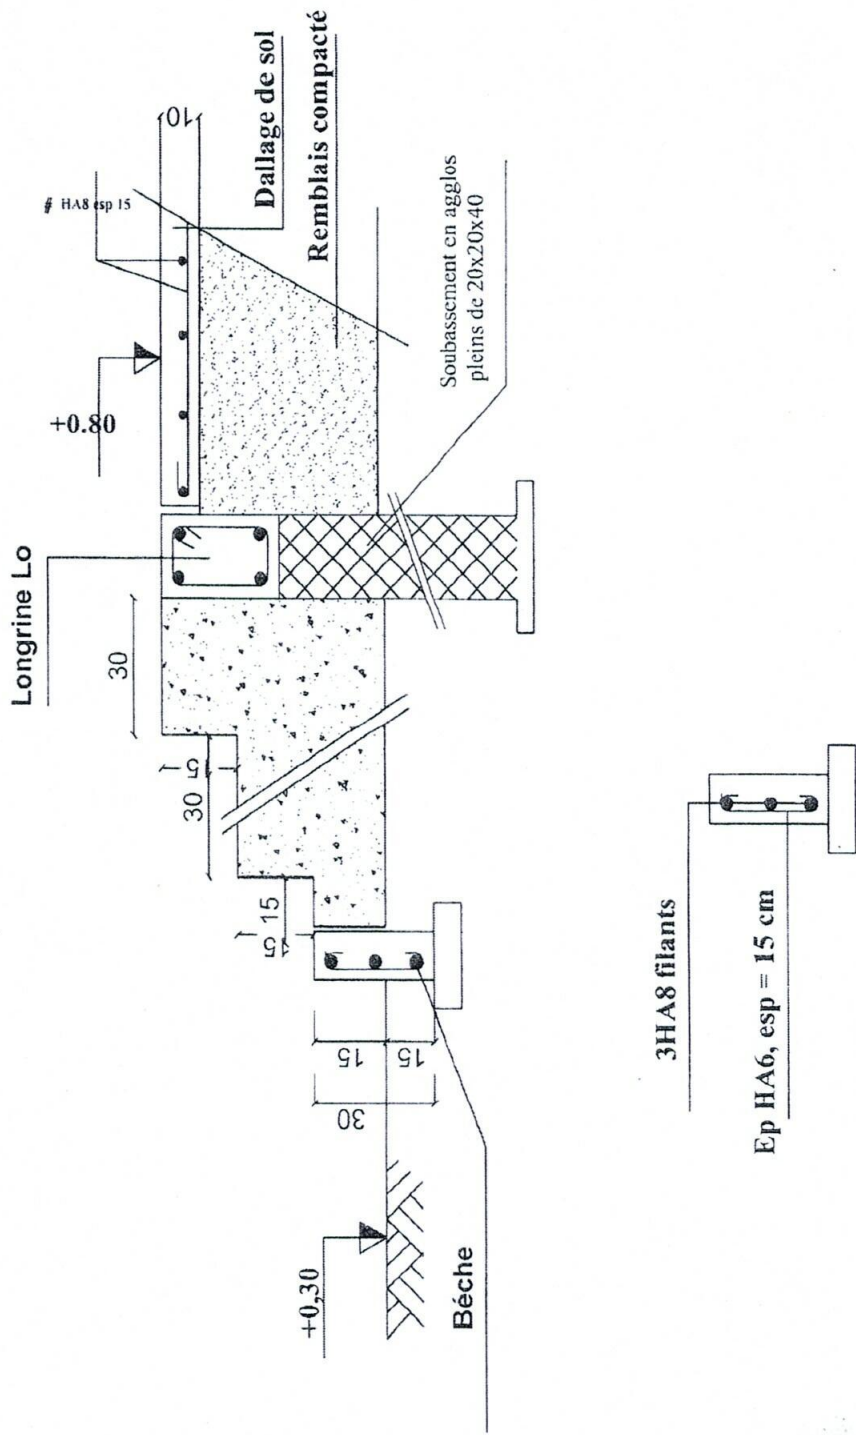 Longrine Lo
+0.80
# HA8 esp 15
10
Dallage de sol
Remblais compacté
Soubassement en agglos
pleins de 20x20x40
30
15
30
15
15
15
15
30
+0,30
Béche
3HA8 filants
Ep HA6, esp = 15 cm